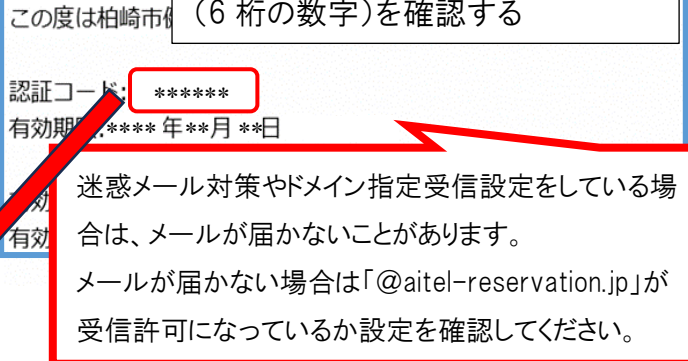 この度は柏崎市
(6 桁の数字)を確認する
認証コード: ******
有効期 :**** 年**月 **日
有効
迷惑メール対策やドメイン指定受信設定をしている場
合は、メールが届かないことがあります。
メールが届かない場合は「@aitel-reservation.jp」が
受信許可になっているか設定を確認してください。